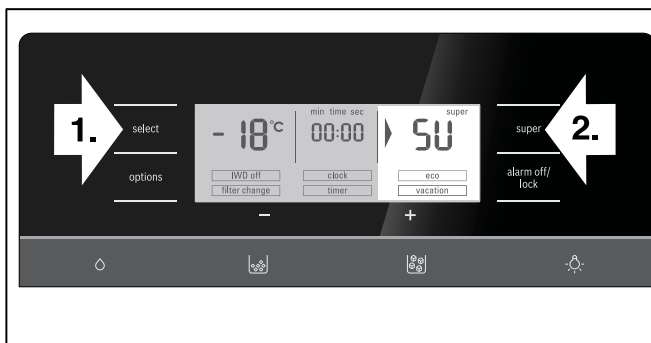 1.
select
options
- 18°C
min time sec
00:00
super
SU
IWD off
clock
eco
filter change
timer
vacation
super
2.
alarm off/
lock
−
+